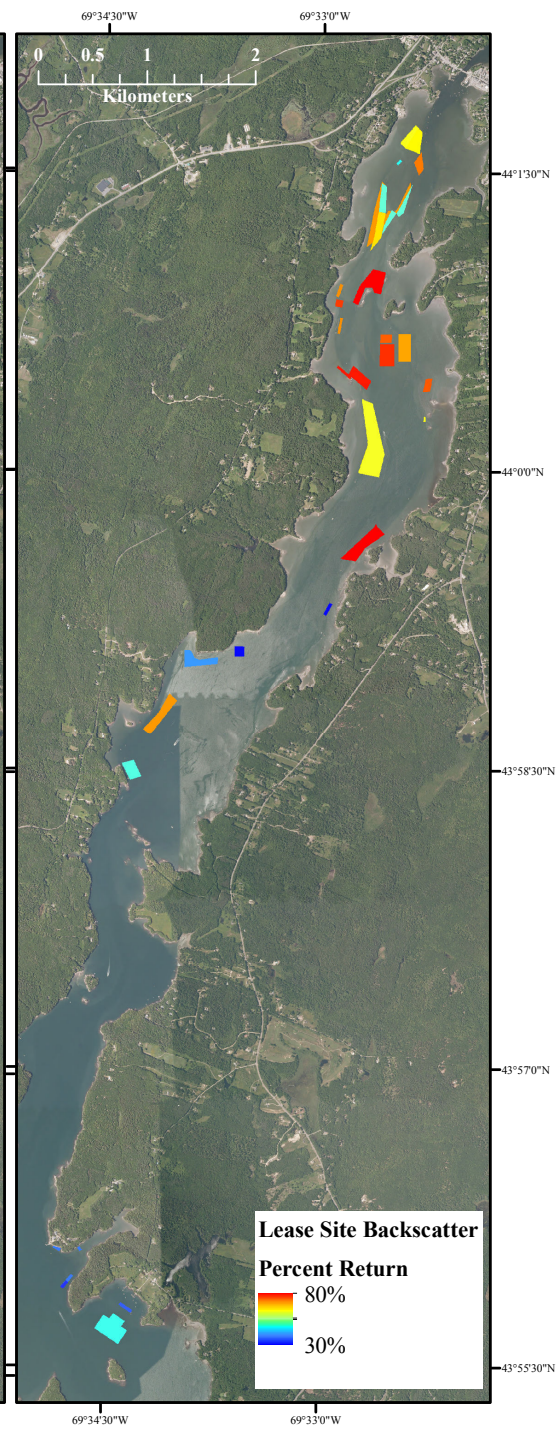 69°34'30"W 69°33'0"W
0 0.5 1 2
Kilometers
44°1'30"N
44°0'0"N
43°58'30"N
43°57'0"N
Lease Site Backscatter
Percent Return
80%
30%
43°55'30"N
69°34'30"W 69°33'0"W